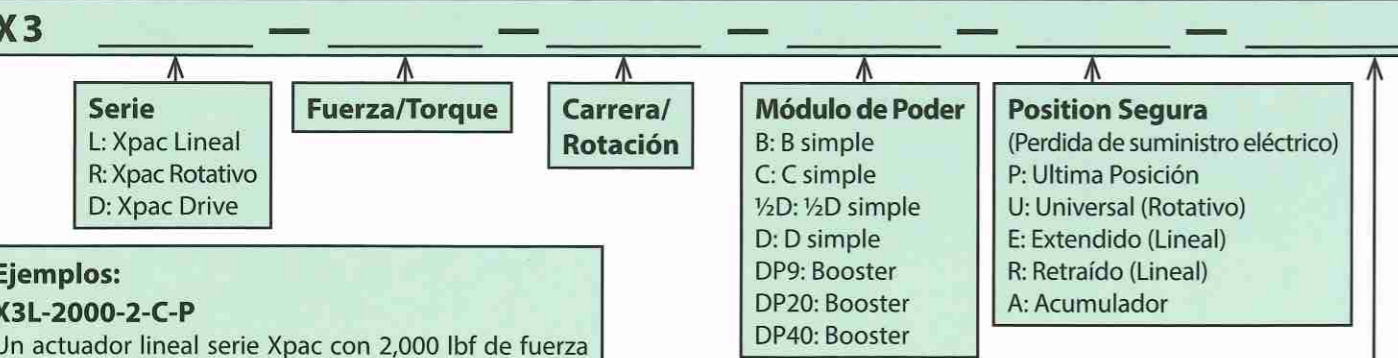 X3 — — — — —
Serie
L: Xpac Lineal
R: Xpac Rotativo
D: Xpac Drive
Fuerza/Torque
Carrera/
Rotación
Módulo de Poder
B: B simple
C: C simple
½D: ½D simple
D: D simple
DP9: Booster
DP20: Booster
DP40: Booster
Position Segura
(Perdida de suministro eléctrico)
P: Ultima Posición
U: Universal (Rotativo)
E: Extendido (Lineal)
R: Retraído (Lineal)
A: Acumulador
Ejemplos:
X3L-2000-2-C-P
Un actuador lineal serie Xpac con 2,000 lbf de fuerza